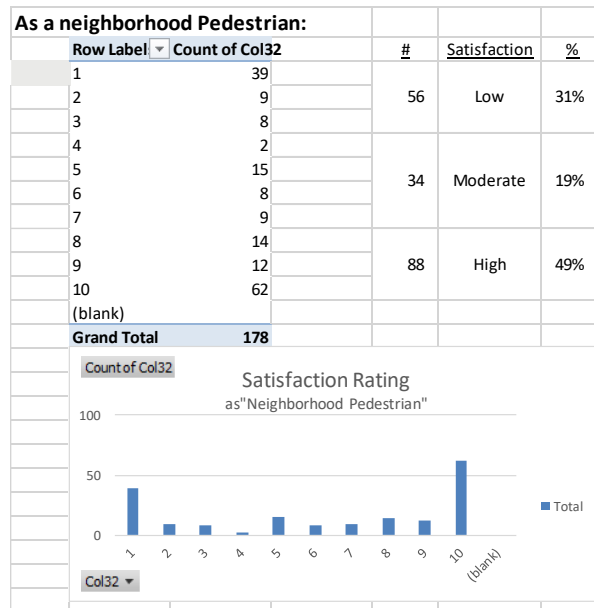 As a neighborhood Pedestrian:
Row Label Count of Col32 # Satisfaction %
1 39
2 9 56 Low 31%
3 8
4 2
5 15 34 Moderate 19%
6 8
7 9
8 14
9 12 88 High 49%
10 62
(blank)
Grand Total 178
Count of Col32
Satisfaction Rating
as"Neighborhood Pedestrian"
100
50
0
Total
1 2 3 4 5 6 7 8 9 10 (blank)
Col32